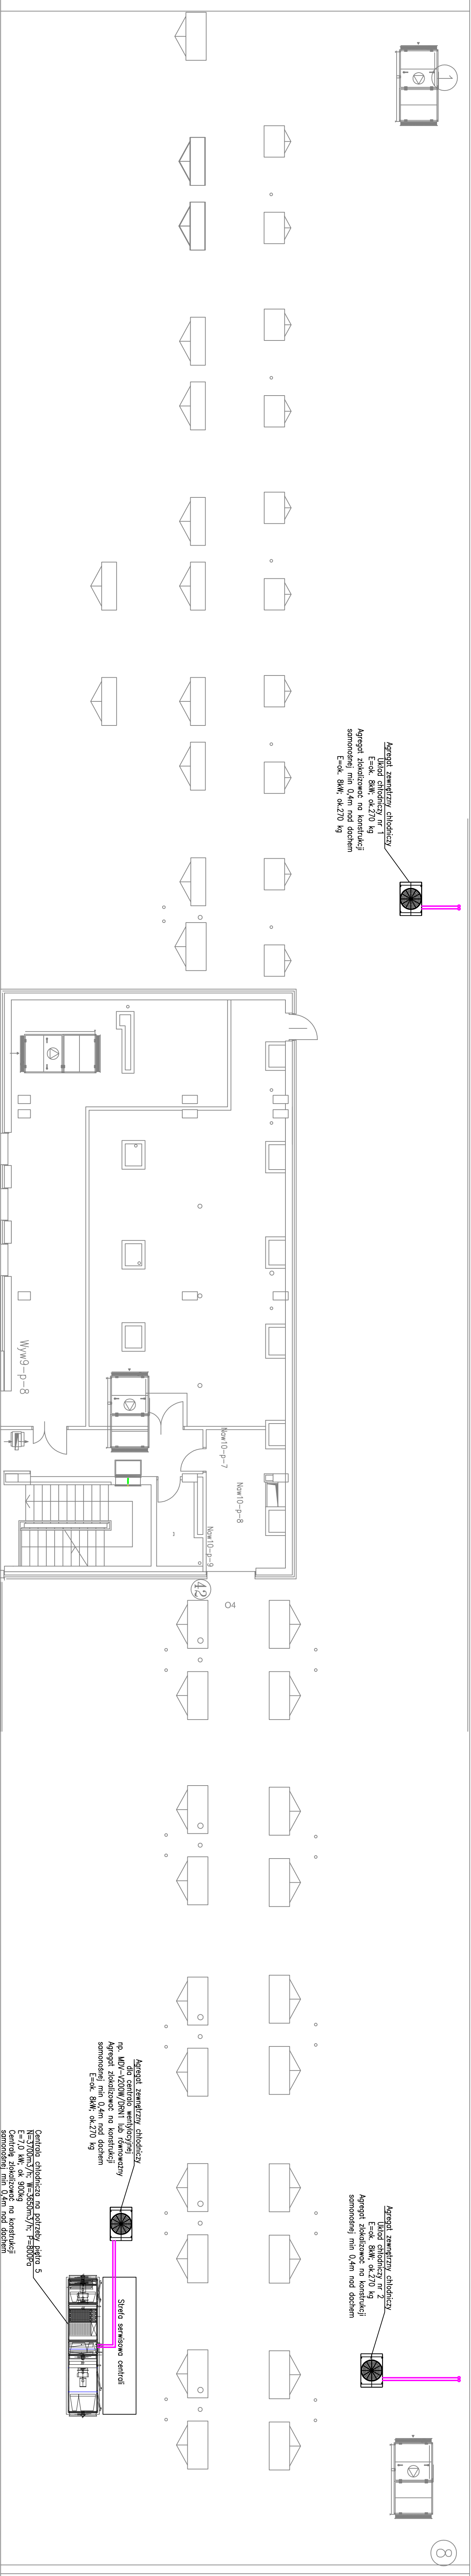 1
Agregat zewnętrzny chłodniczy
Układ chłodniczy nr 1
E=ok. 8kW; ok.270 kg
Agregat zlokalizować na konstrukcji
samonośnej min 0,4m nad dachem
E=ok. 8kW; ok.270 kg
Wyw9-p-8
Naw10-p-7
Naw10-p-8
Naw10-p-9
42
O4
Agregat zewnętrzny chłodniczy
dla centrala wentylacyjnej
np. MDV-V200W/DRN1 lub równoważny
Agregat zlokalizować na konstrukcji
samonośnej min 0,4m nad dachem
E=ok. 8kW; ok.270 kg
Agregat zewnętrzny chłodniczy
Układ chłodniczy nr 2
E=ok. 8kW; ok.270 kg
Agregat zlokalizować na konstrukcji
samonośnej min 0,4m nad dachem
Strefa serwisowa centrali
Centrala chłodnicza na potrzeby piętra 5
N=3700m3/h; W=3650m3/h; P=800Pa
E=7,0 kW; ok 900kg
Centralę zlokalizować na konstrukcji
samonośnej min 0,4m nad dachem
8